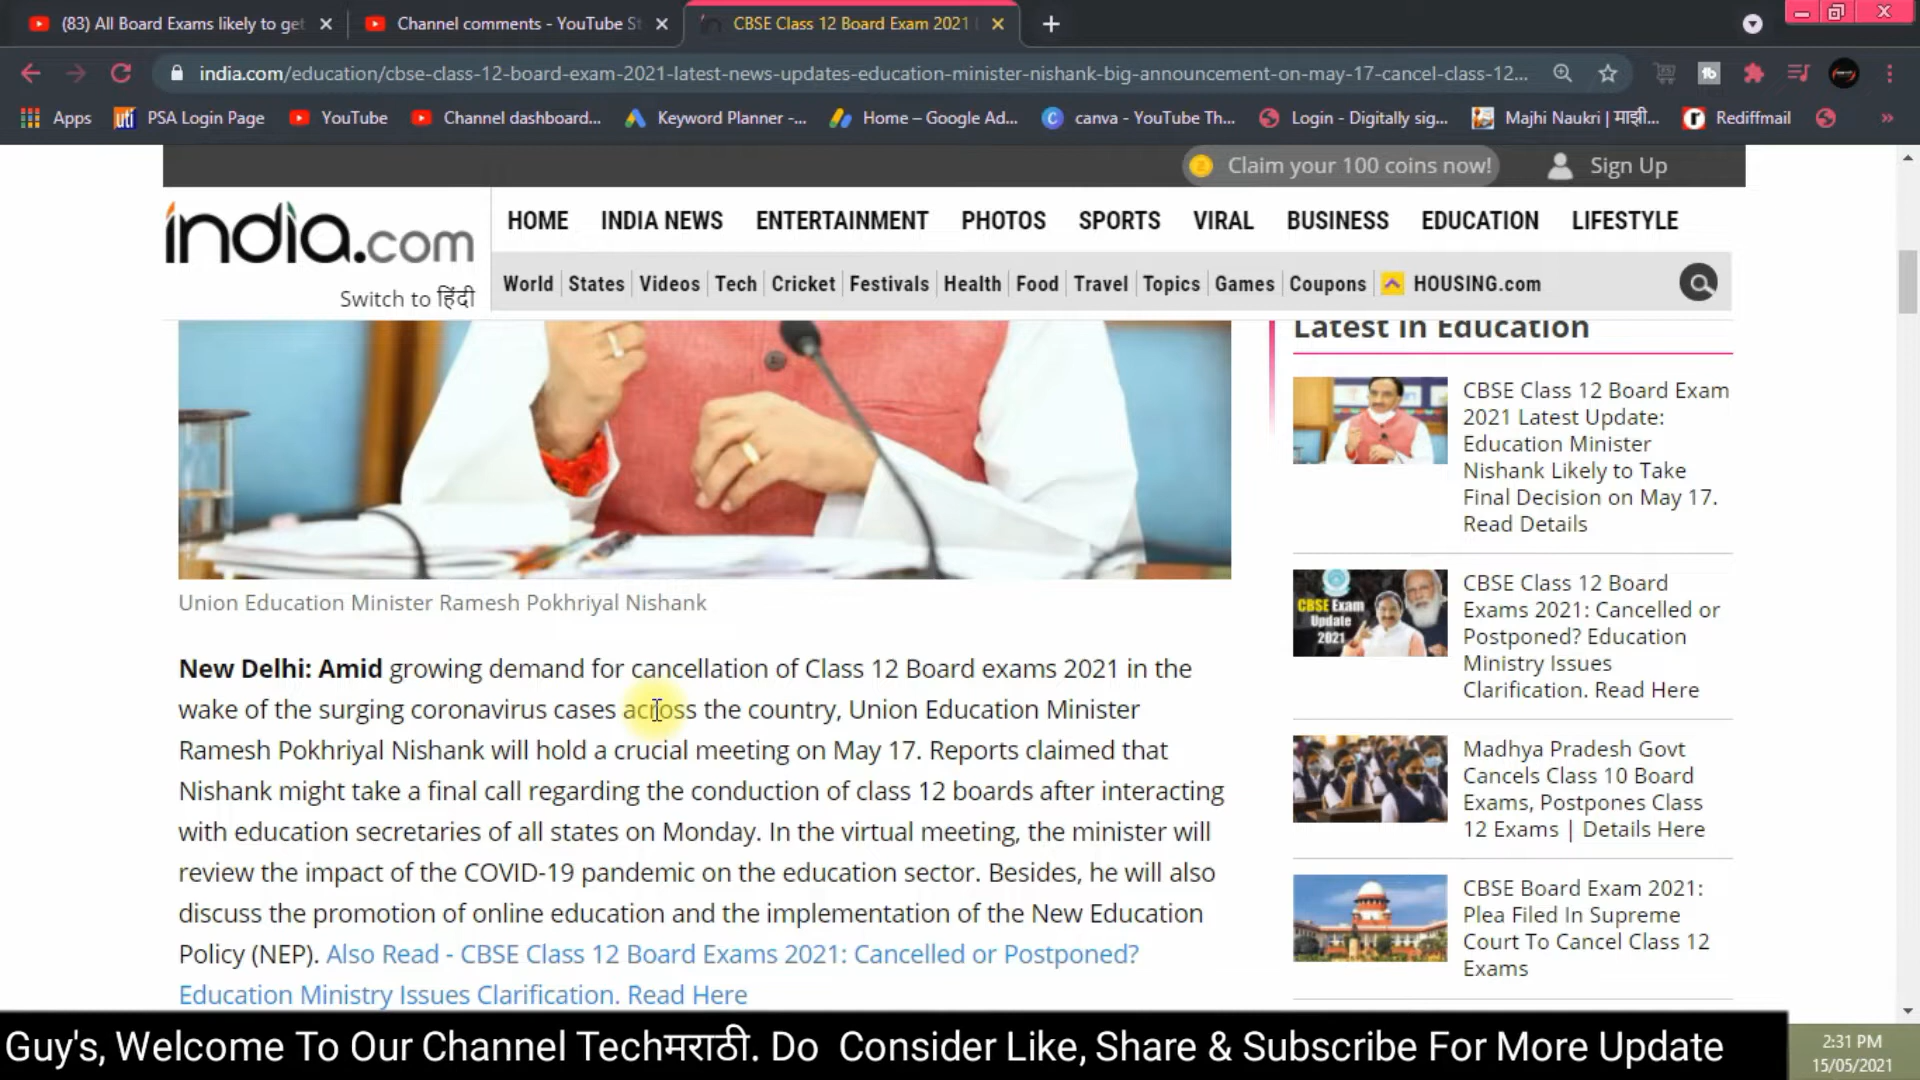 (83) All Board Exams likely to get
Channel comments - YouTube St
CBSE Class 12 Board Exam 2021
india.com/education/cbse-class-12-board-exam-2021-latest-news-updates-education-minister-nishank-big-announcement-on-may-17-cancel-class-12...
Apps
uti PSA Login Page
YouTube
Channel dashboard...
Keyword Planner -...
Home – Google Ad...
C canva - YouTube Th...
Login - Digitally sig...
Majhi Naukri | माझी...
r Rediffmail
»
Claim your 100 coins now!
Sign Up
india.com
Switch to हिंदी
HOME INDIA NEWS ENTERTAINMENT PHOTOS SPORTS VIRAL BUSINESS EDUCATION LIFESTYLE
World States Videos Tech Cricket Festivals Health Food Travel Topics Games Coupons HOUSING.com
Union Education Minister Ramesh Pokhriyal Nishank
New Delhi: Amid growing demand for cancellation of Class 12 Board exams 2021 in the
wake of the surging coronavirus cases across the country, Union Education Minister
Ramesh Pokhriyal Nishank will hold a crucial meeting on May 17. Reports claimed that
Nishank might take a final call regarding the conduction of class 12 boards after interacting
with education secretaries of all states on Monday. In the virtual meeting, the minister will
review the impact of the COVID-19 pandemic on the education sector. Besides, he will also
discuss the promotion of online education and the implementation of the New Education
Policy (NEP). Also Read - CBSE Class 12 Board Exams 2021: Cancelled or Postponed?
Education Ministry Issues Clarification. Read Here
Latest in Education
CBSE Class 12 Board Exam
2021 Latest Update:
Education Minister
Nishank Likely to Take
Final Decision on May 17.
Read Details
CBSE Exam
Update
2021
CBSE Class 12 Board
Exams 2021: Cancelled or
Postponed? Education
Ministry Issues
Clarification. Read Here
Madhya Pradesh Govt
Cancels Class 10 Board
Exams, Postpones Class
12 Exams | Details Here
CBSE Board Exam 2021:
Plea Filed In Supreme
Court To Cancel Class 12
Exams
Guy's, Welcome To Our Channel Techमराठी. Do Consider Like, Share & Subscribe For More Update
2:31 PM
15/05/2021